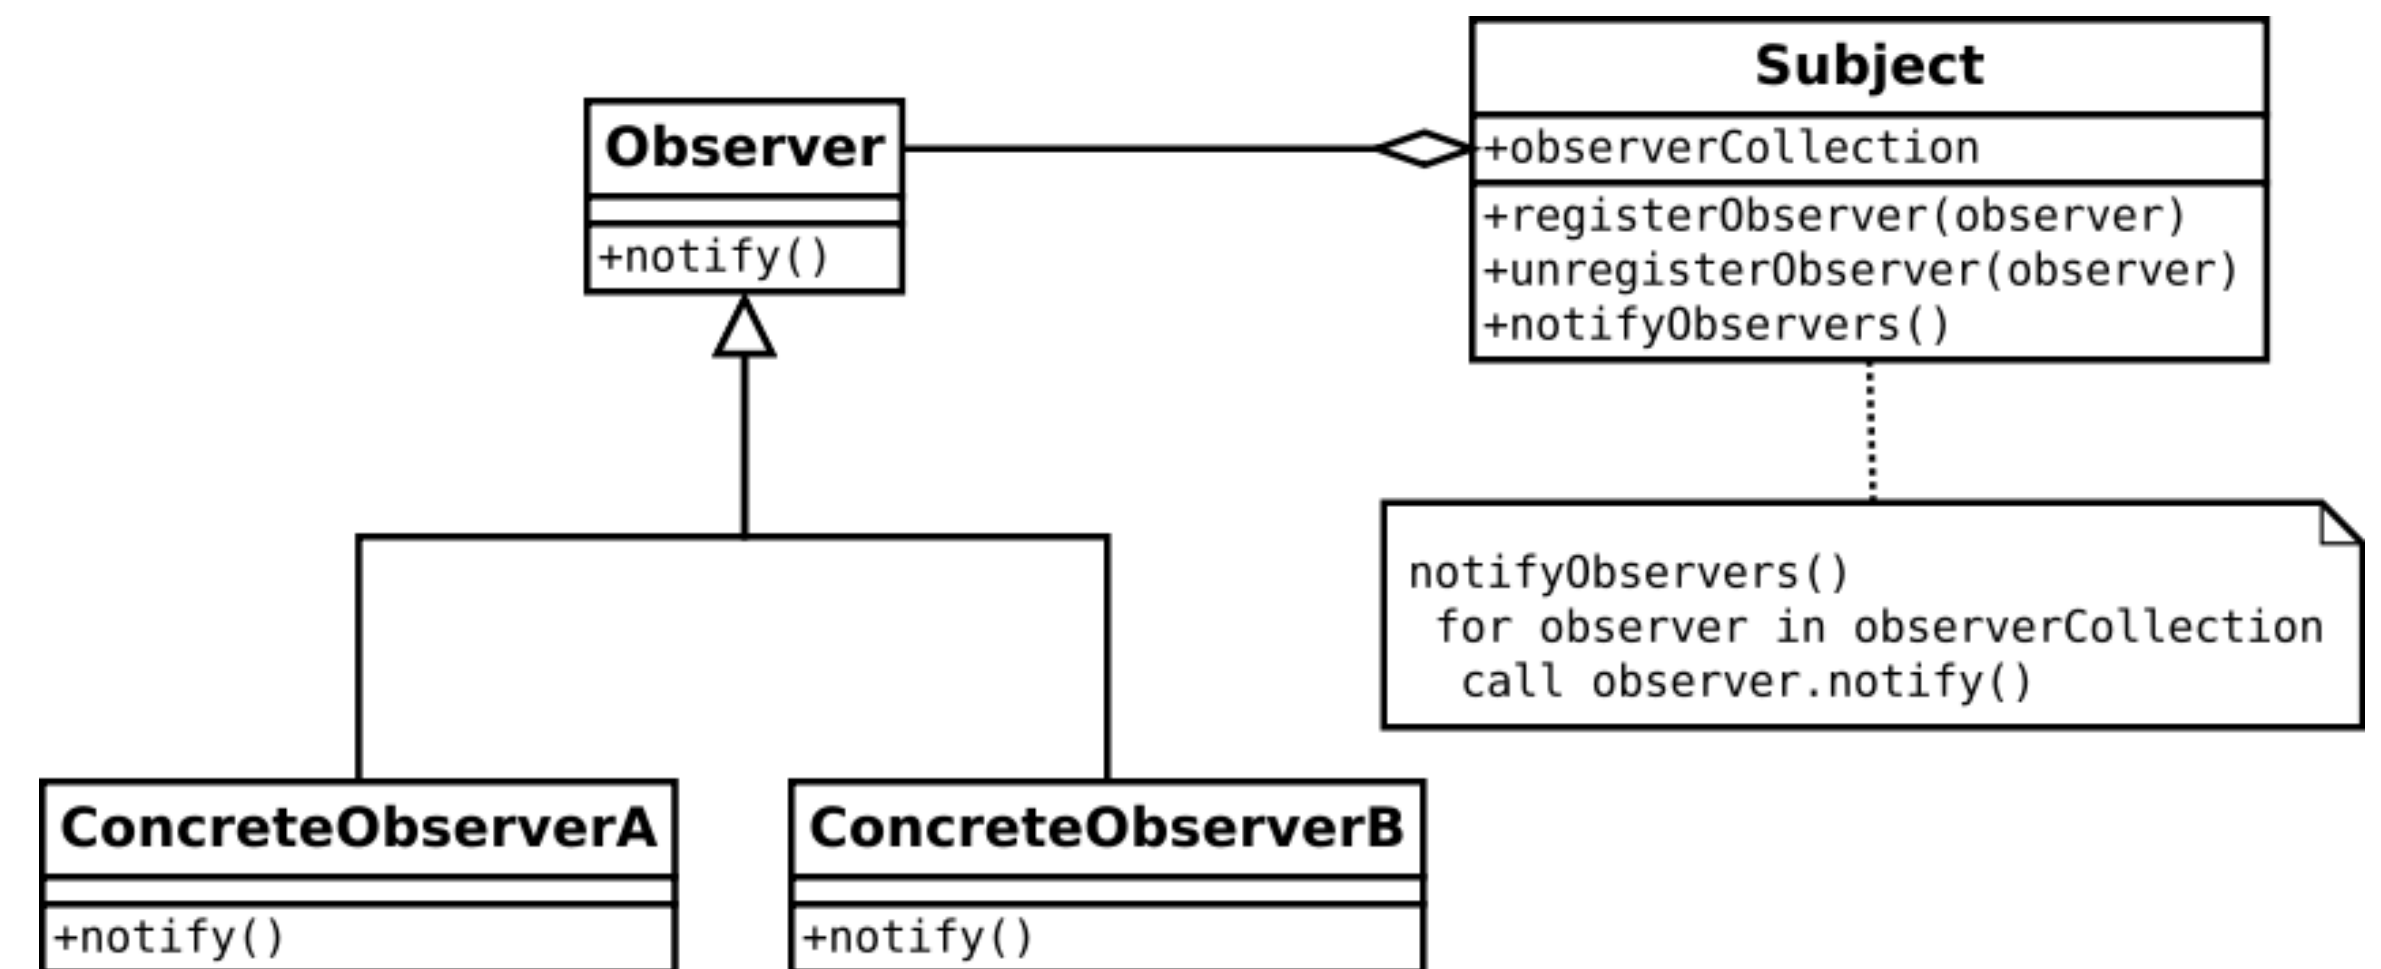 Observer
+notify()
Subject
+observerCollection
+registerObserver(observer)
+unregisterObserver(observer)
+notifyObservers()
notifyObservers()
for observer in observerCollection
call observer.notify()
ConcreteObserverA
+notify()
ConcreteObserverB
+notify()